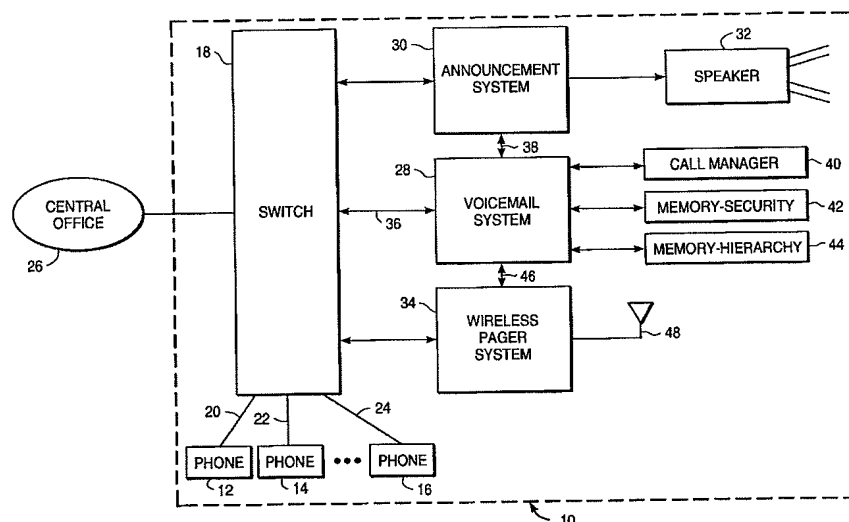 18
30
ANNOUNCEMENT
SYSTEM
32
SPEAKER
38
28
VOICEMAIL
SYSTEM
CALL MANAGER
40
MEMORY-SECURITY
42
MEMORY-HIERARCHY
44
CENTRAL
OFFICE
26
SWITCH
36
46
34
WIRELESS
PAGER
SYSTEM
48
20
22
24
PHONE
12
PHONE
14
•••
PHONE
16
10